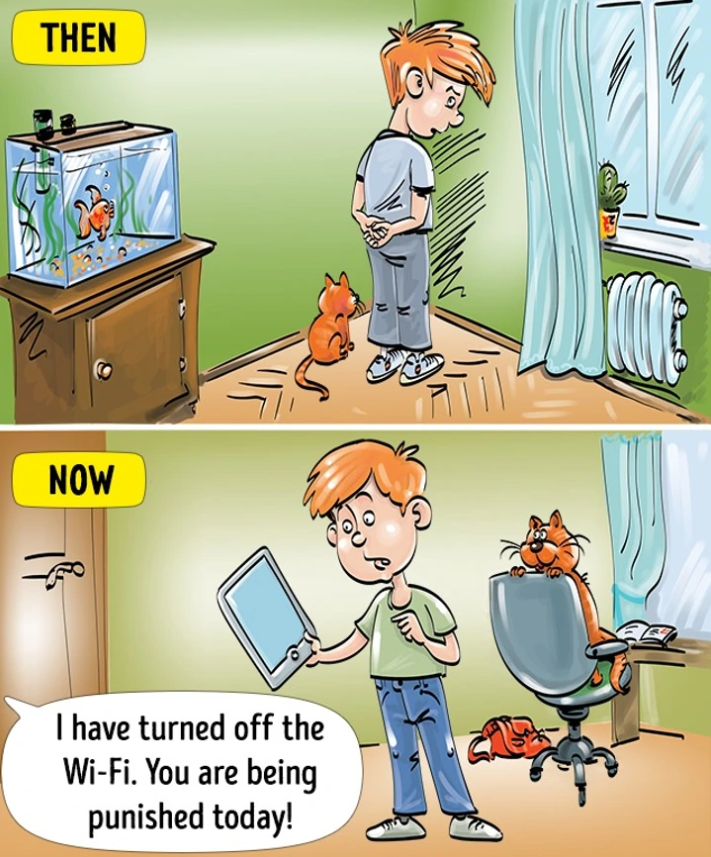 THEN
NOW
I have turned off the
Wi-Fi. You are being
punished today!